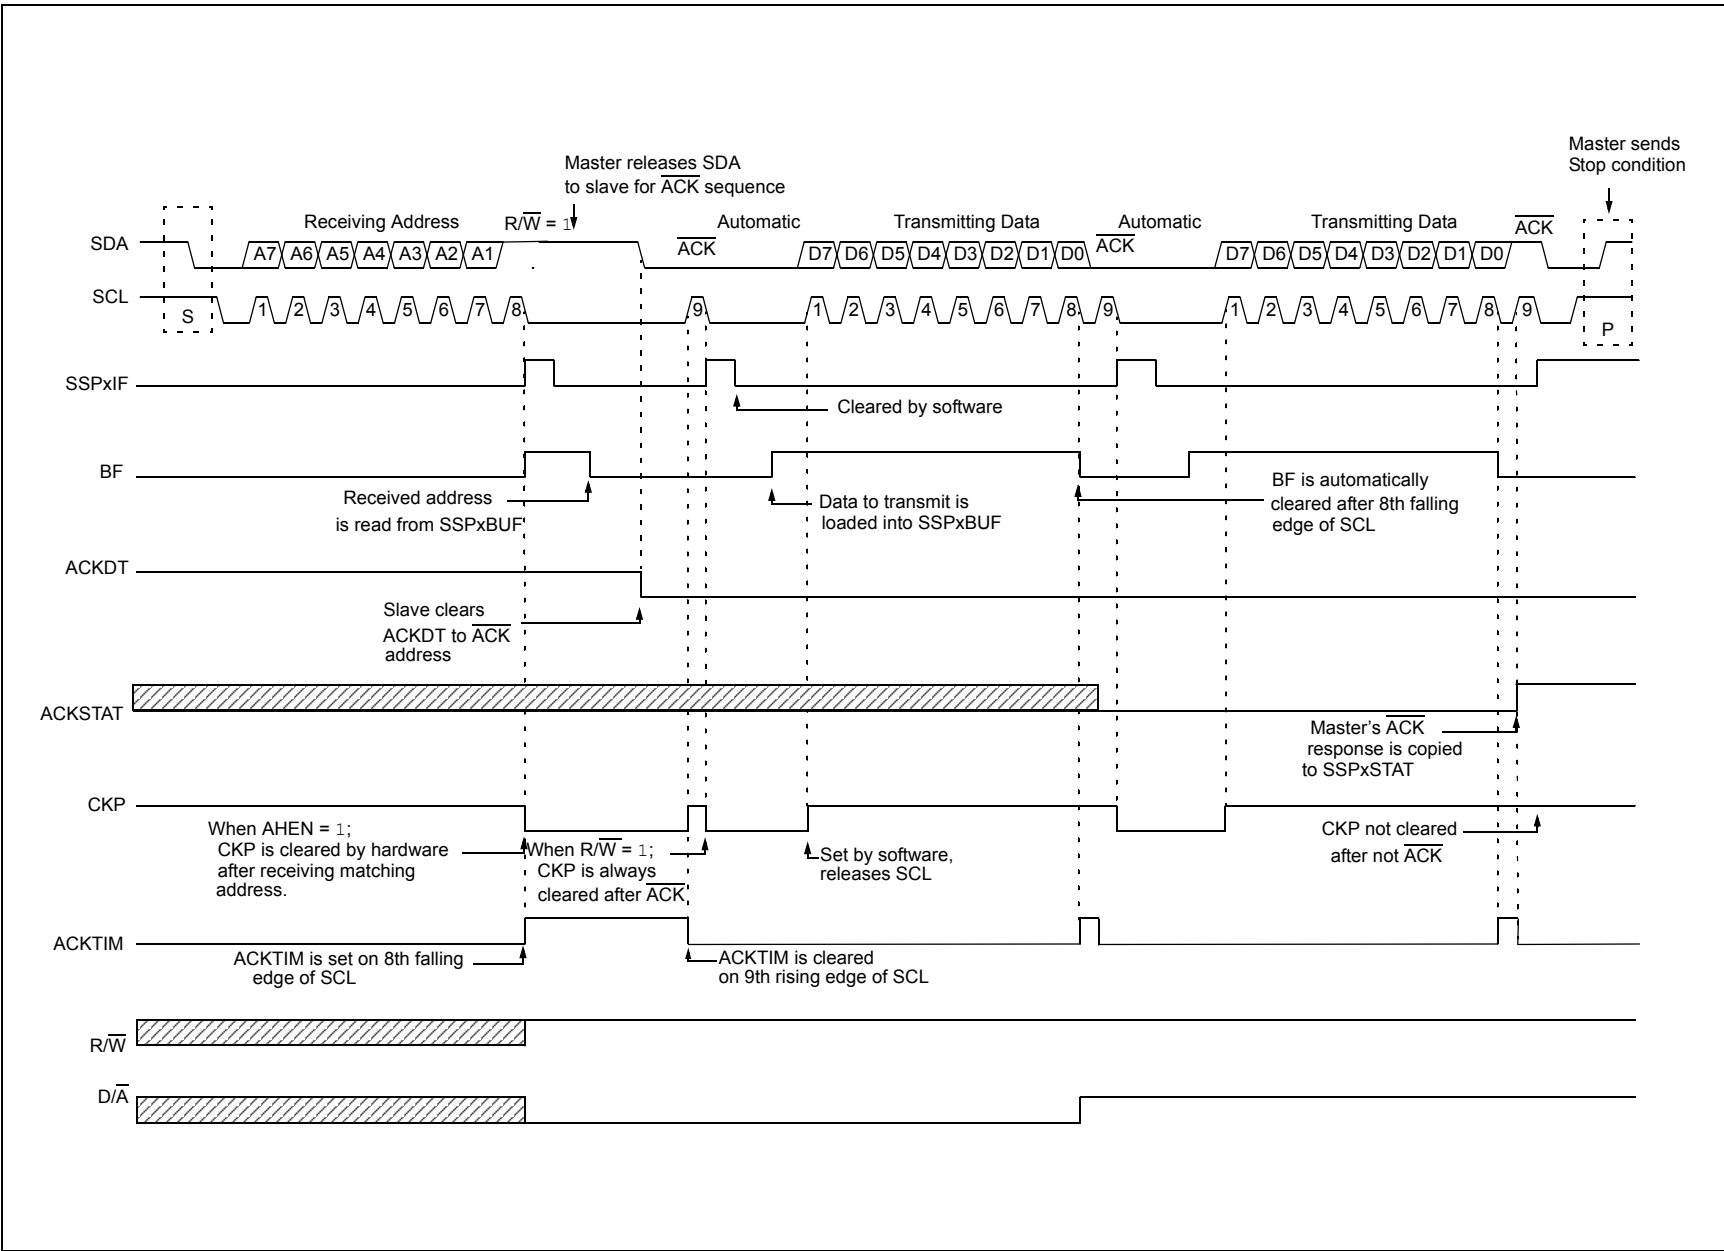 Master sends
Stop condition
Master releases SDA
to slave for ACK sequence
Receiving Address
R/W = 1
Automatic
Transmitting Data
Automatic
Transmitting Data
ACK
SDA
A7 A6 A5 A4 A3 A2 A1
ACK
D7 D6 D5 D4 D3 D2 D1 D0
ACK
D7 D6 D5 D4 D3 D2 D1 D0
SCL
S
1 2 3 4 5 6 7 8 9
1 2 3 4 5 6 7 8 9
1 2 3 4 5 6 7 8 9
P
SSPxIF
Cleared by software
BF
Received address
is read from SSPxBUF
Data to transmit is
loaded into SSPxBUF
BF is automatically
cleared after 8th falling
edge of SCL
ACKDT
Slave clears
ACKDT to ACK
address
ACKSTAT
Master's ACK
response is copied
to SSPxSTAT
CKP
When AHEN = 1;
CKP is cleared by hardware
after receiving matching
address.
When R/W = 1;
CKP is always
cleared after ACK
Set by software,
releases SCL
CKP not cleared
after not ACK
ACKTIM
ACKTIM is set on 8th falling
edge of SCL
ACKTIM is cleared
on 9th rising edge of SCL
R/W
D/A